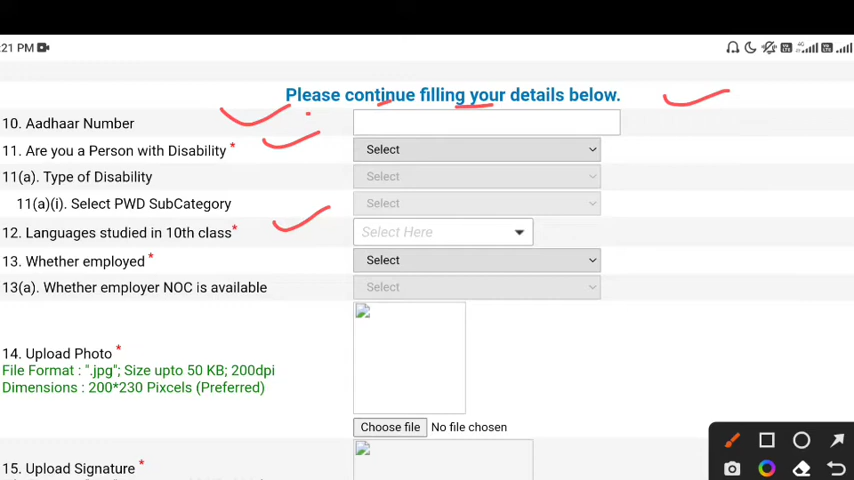 :21 PM
Please continue filling your details below.
10. Aadhaar Number
11. Are you a Person with Disability * Select
11(a). Type of Disability Select
11(a)(i). Select PWD SubCategory Select
12. Languages studied in 10th class* Select Here
13. Whether employed * Select
13(a). Whether employer NOC is available Select
14. Upload Photo *
File Format : ".jpg"; Size upto 50 KB; 200dpi
Dimensions : 200*230 Pixcels (Preferred)
Choose file No file chosen
15. Upload Signature *